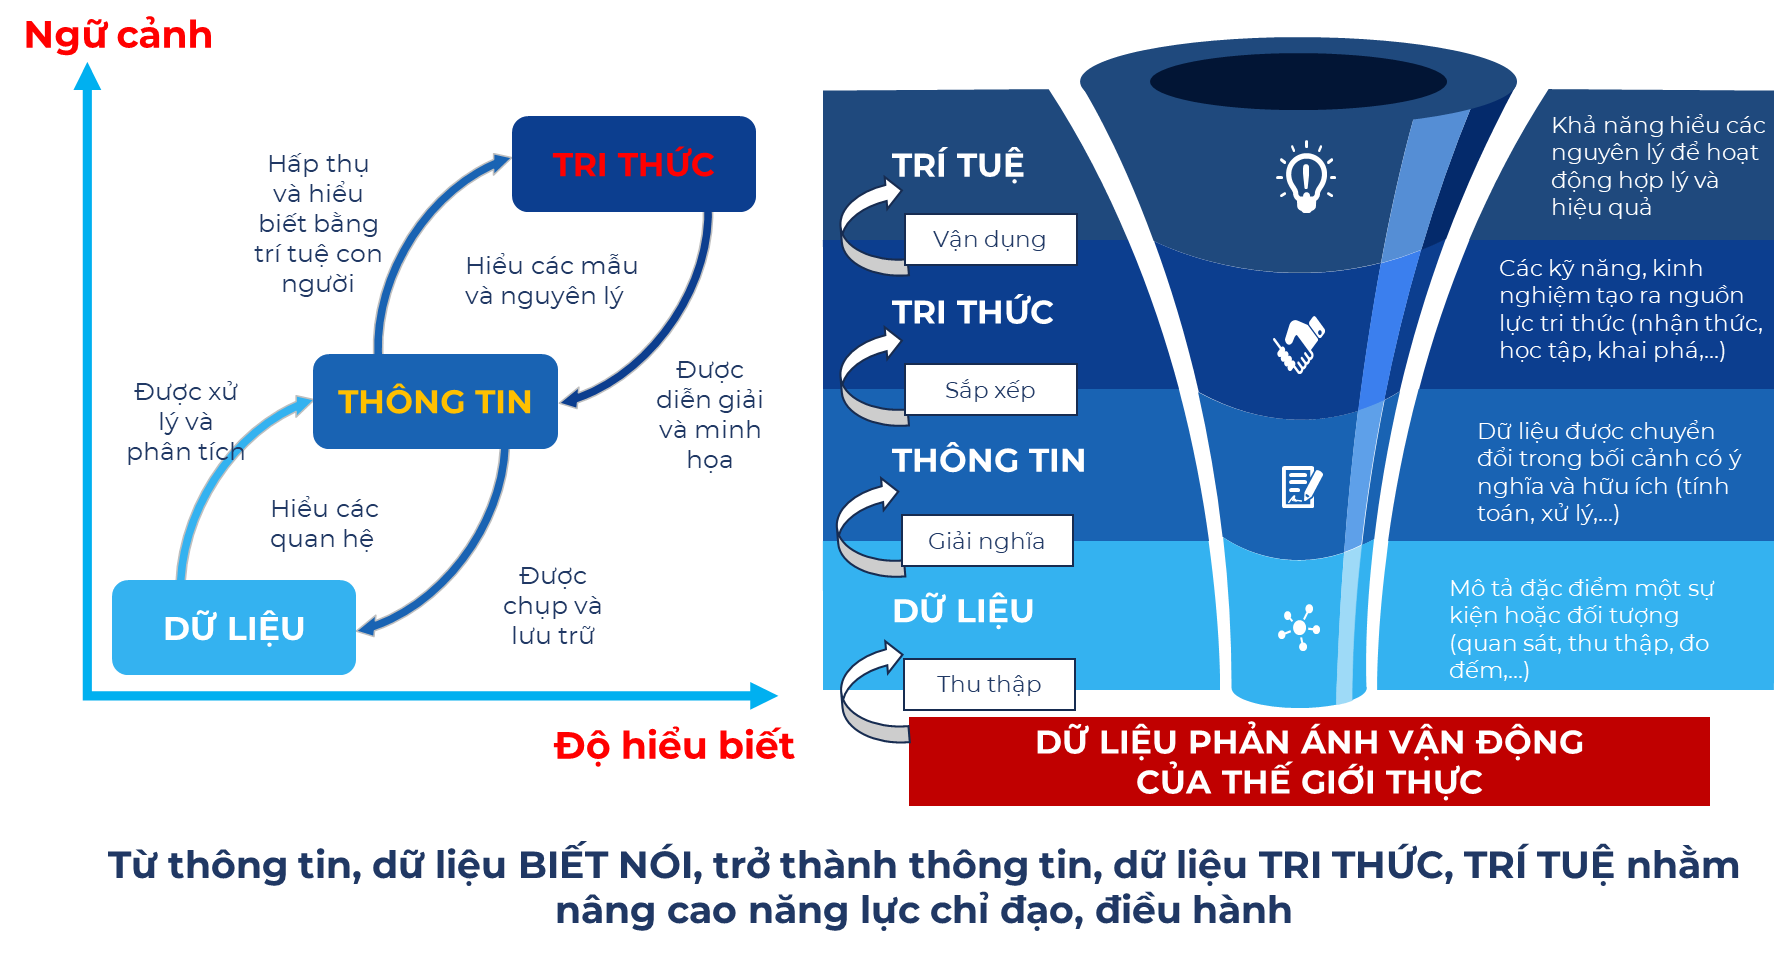 Ngữ cảnh
TRI THỨC
Hấp thụ
và hiểu
biết bằng
trí tuệ con
người
Hiểu các mẫu
và nguyên lý
Được
diễn giải
và minh
họa
THÔNG TIN
Được xử
lý và
phân tích
Hiểu các
quan hệ
Được
chụp và
lưu trữ
DỮ LIỆU
Độ hiểu biết
TRÍ TUỆ
Vận dụng
Khả năng hiểu các
nguyên lý để hoạt
động hợp lý và
hiệu quả
TRI THỨC
Sắp xếp
Các kỹ năng, kinh
nghiệm tạo ra nguồn
lực tri thức (nhận thức,
học tập, khai phá,...)
THÔNG TIN
Giải nghĩa
Dữ liệu được chuyển
đổi trong bối cảnh có ý
nghĩa và hữu ích (tính
toán, xử lý,...)
DỮ LIỆU
Thu thập
Mô tả đặc điểm một sự
kiện hoặc đối tượng
(quan sát, thu thập, đo
đếm,...)
DỮ LIỆU PHẢN ÁNH VẬN ĐỘNG
CỦA THẾ GIỚI THỰC
Từ thông tin, dữ liệu BIẾT NÓI, trở thành thông tin, dữ liệu TRI THỨC, TRÍ TUỆ nhằm
nâng cao năng lực chỉ đạo, điều hành